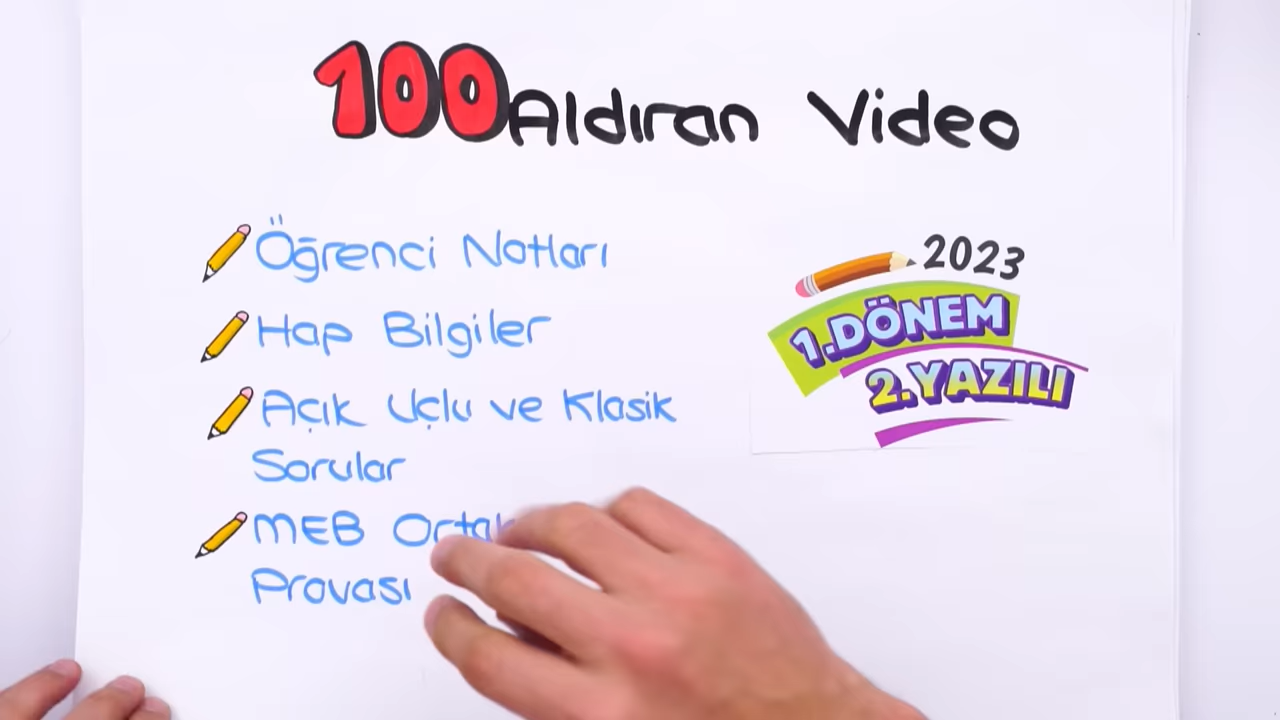 100 Aldıran Video
Öğrenci Notları
Hap Bilgiler
Açık Uçlu ve Klasik
Sorular
MEB Ortak
Provası
2023
1.DÖNEM
2.YAZILI